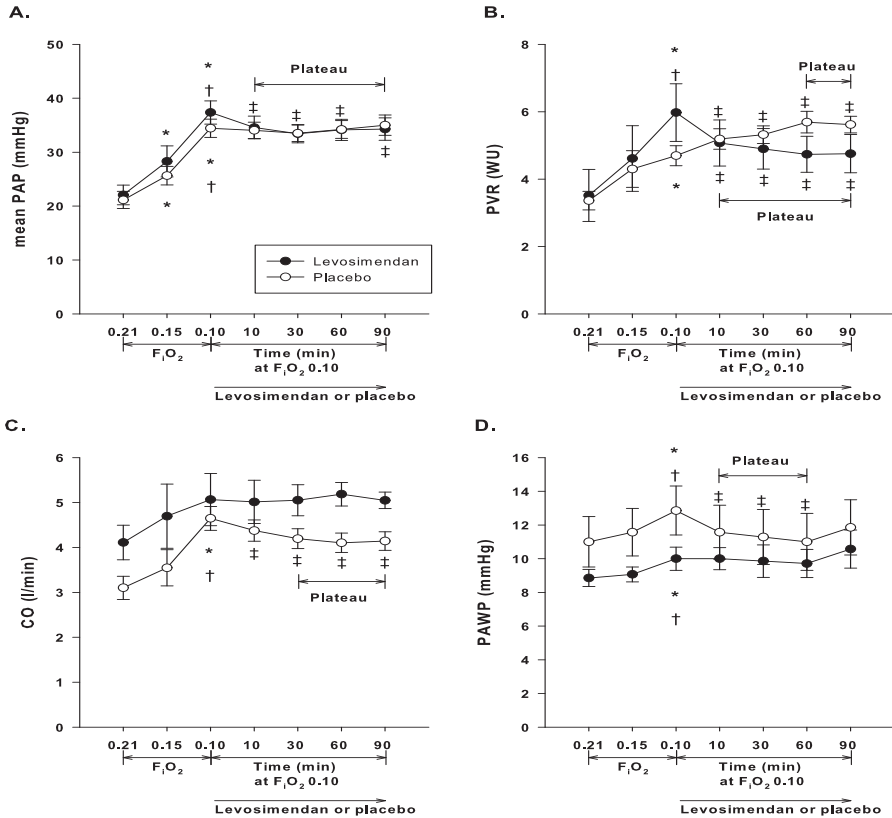 A.
50
40
30
20
10
0
mean PAP (mmHg)
*
†
*
‡
‡
‡
*
*
†
‡
Plateau
Levosimendan
Placebo
0.21 0.15 0.10 10 30 60 90
FiO2 Time (min)
at FiO2 0.10
Levosimendan or placebo
B.
8
6
4
2
0
PVR (WU)
*
†
Plateau
‡ ‡ ‡ ‡
*
‡ ‡ ‡ ‡
Plateau
0.21 0.15 0.10 10 30 60 90
FiO2 Time (min)
at FiO2 0.10
Levosimendan or placebo
C.
6
5
4
3
2
1
0
CO (l/min)
*
†
‡ ‡ ‡ ‡
Plateau
0.21 0.15 0.10 10 30 60 90
FiO2 Time (min)
at FiO2 0.10
Levosimendan or placebo
D.
16
14
12
10
8
6
4
2
0
PAWP (mmHg)
*
†
Plateau
‡ ‡ ‡
*
†
0.21 0.15 0.10 10 30 60 90
FiO2 Time (min)
at FiO2 0.10
Levosimendan or placebo